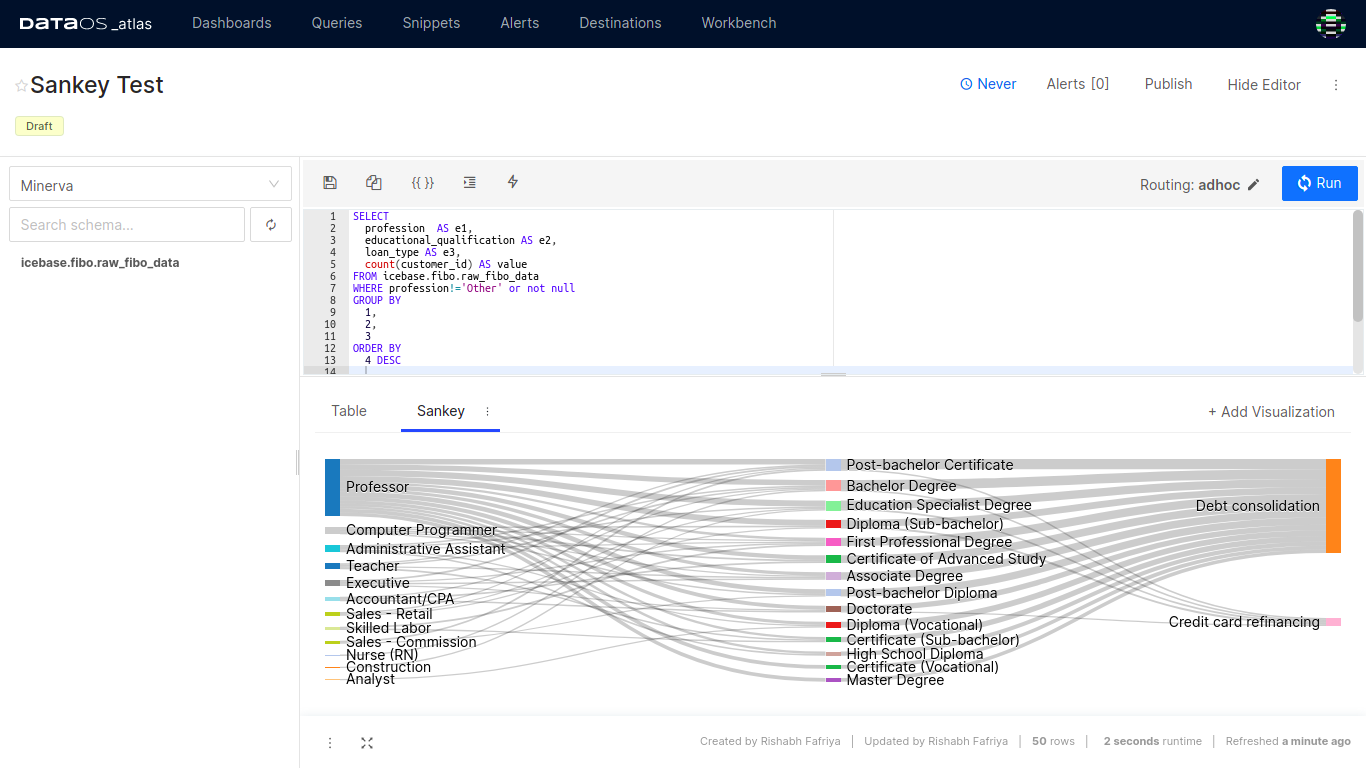 DATAOS _atlas Dashboards Queries Snippets Alerts Destinations Workbench
Sankey Test
Never Alerts [0] Publish Hide Editor
Draft
Minerva
Search schema...
icebase.fibo.raw_fibo_data
{{ }} Routing: adhoc Run
1 SELECT
2 profession  AS e1,
3 educational_qualification AS e2,
4 loan_type AS e3,
5 count(customer_id) AS value
6 FROM icebase.fibo.raw_fibo_data
7 WHERE profession!='Other' or not null
8 GROUP BY
9 1,
10 2,
11 3
12 ORDER BY
13 4 DESC
14
Table Sankey + Add Visualization
Professor
Computer Programmer
Administrative Assistant
Teacher
Executive
Accountant/CPA
Sales - Retail
Skilled Labor
Sales - Commission
Nurse (RN)
Construction
Analyst
Post-bachelor Certificate
Bachelor Degree
Education Specialist Degree
Diploma (Sub-bachelor)
First Professional Degree
Certificate of Advanced Study
Associate Degree
Post-bachelor Diploma
Doctorate
Diploma (Vocational)
Certificate (Sub-bachelor)
High School Diploma
Certificate (Vocational)
Master Degree
Debt consolidation
Credit card refinancing
Created by Rishabh Fafriya | Updated by Rishabh Fafriya | 50 rows | 2 seconds runtime | Refreshed a minute ago